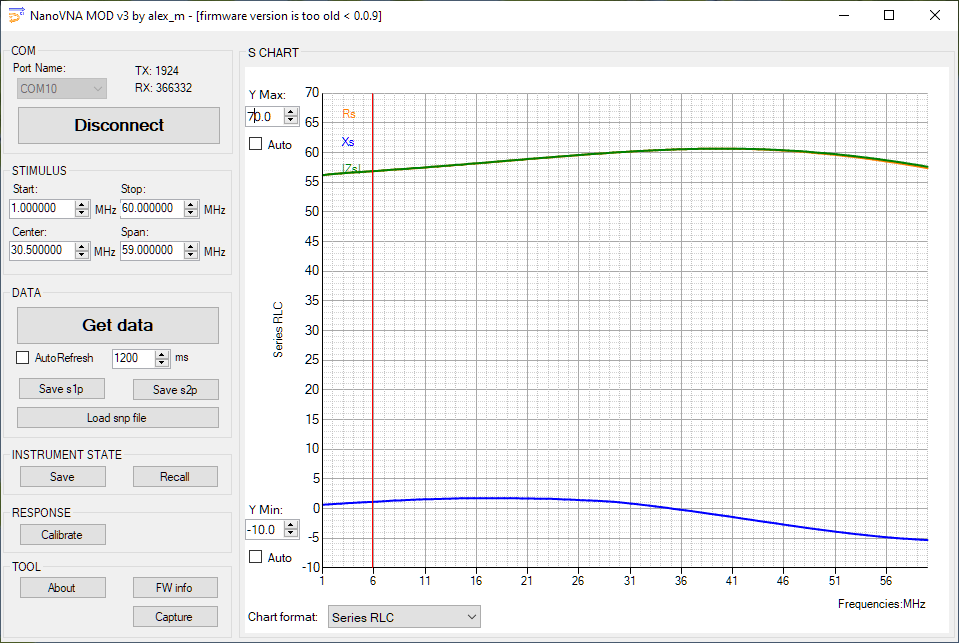 NanoVNA MOD v3 by alex_m - [firmware version is too old < 0.0.9]
COM
Port Name:
COM10
TX: 1924
RX: 366332
Disconnect
STIMULUS
Start:
Stop:
1.000000 MHz
60.000000 MHz
Center:
Span:
30.500000 MHz
59.000000 MHz
DATA
Get data
AutoRefresh
1200 ms
Save s1p
Save s2p
Load snp file
INSTRUMENT STATE
Save
Recall
RESPONSE
Calibrate
TOOL
About
FW info
Capture
S CHART
Y Max:
70.0
Auto
Rs
Xs
|Zs|
70
65
60
55
50
45
40
35
30
25
20
15
10
5
0
-5
-10
Series RLC
Y Min:
-10.0
Auto
1 6 11 16 21 26 31 36 41 46 51 56
Frequencies:MHz
Chart format:
Series RLC